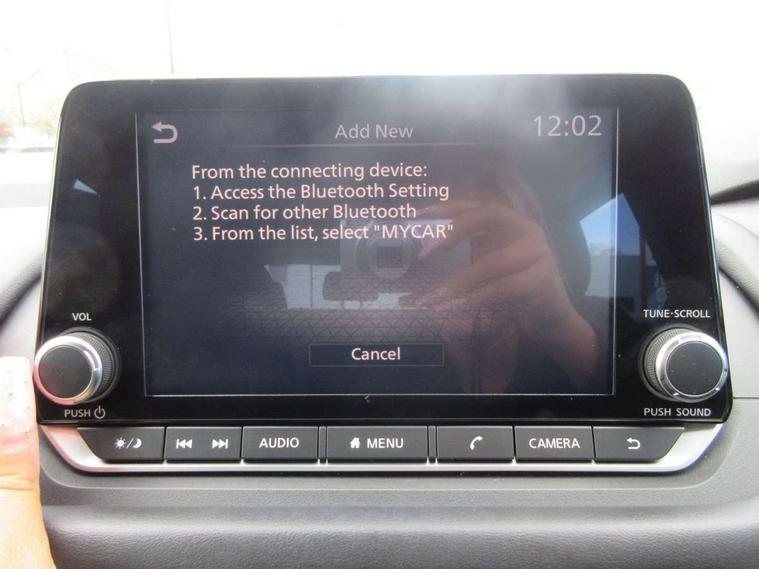 Add New
12:02
From the connecting device:
1. Access the Bluetooth Setting
2. Scan for other Bluetooth
3. From the list, select "MYCAR"
Cancel
VOL
TUNE·SCROLL
PUSH
PUSH SOUND
AUDIO
MENU
CAMERA